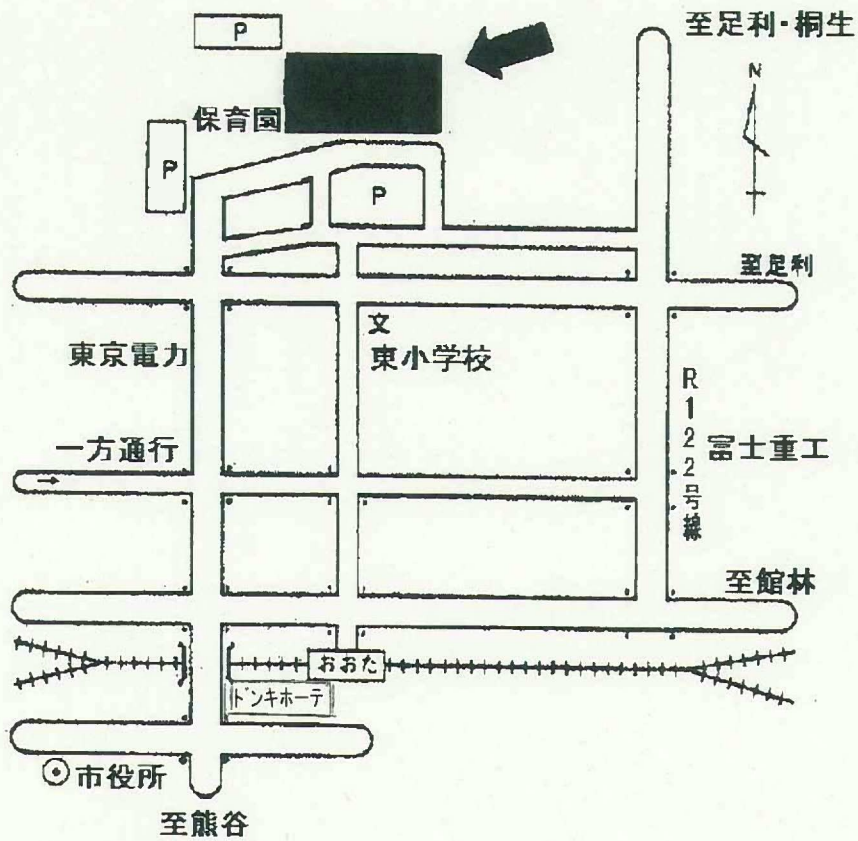 P
至足利・桐生
N
保育園
P
P
至足利
文
東小学校
東京電力
R122号線
富士重工
一方通行
至館林
おおた
ドンキホーテ
市役所
至熊谷